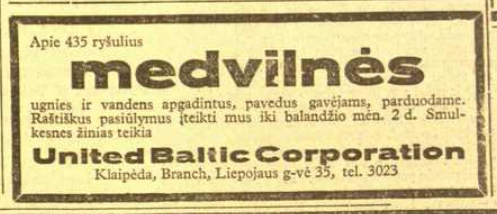 Apie 435 ryšulius
medvilnės
ugnies ir vandens apgadintus, pavedus gavėjams, parduodame.
Raštiškus pasiūlymus įteikti mus iki balandžio mėn. 2 d. Smul-
kesnes žinias teikia
United Baltic Corporation
Klaipėda, Branch, Liepojaus g-vė 35, tel. 3023